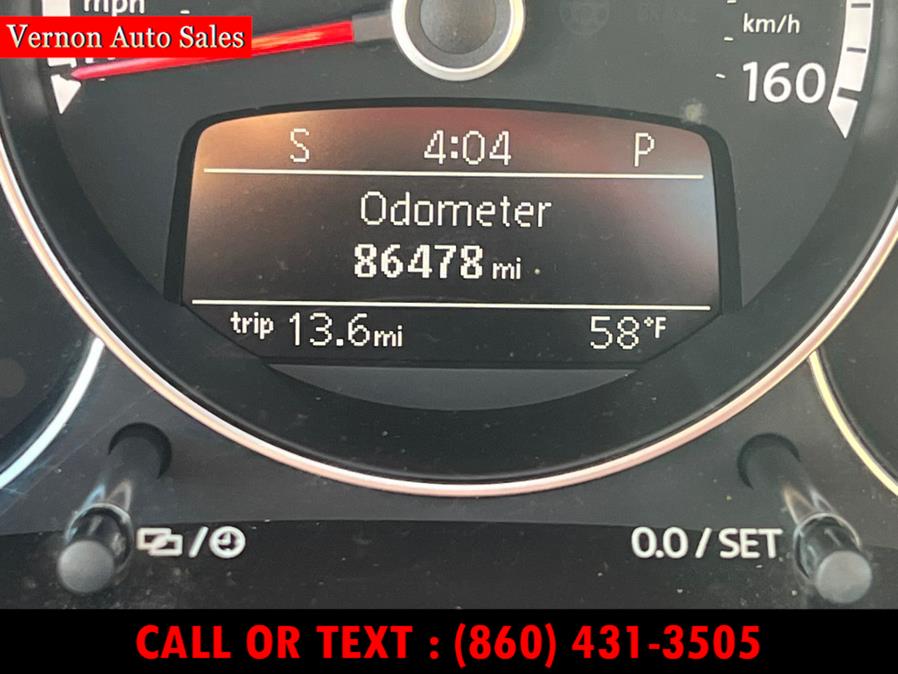 mph
Vernon Auto Sales
km/h
160
S 4:04 P
Odometer
86478 mi
trip 13.6mi 58°F
0.0 / SET
CALL OR TEXT : (860) 431-3505